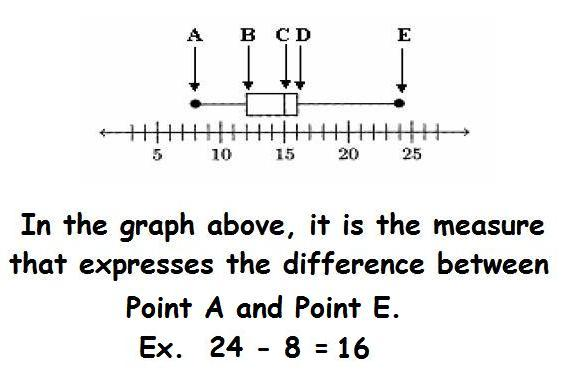 A B C D E
5 10 15 20 25
In the graph above, it is the measure
that expresses the difference between
Point A and Point E.
Ex. 24 - 8 = 16